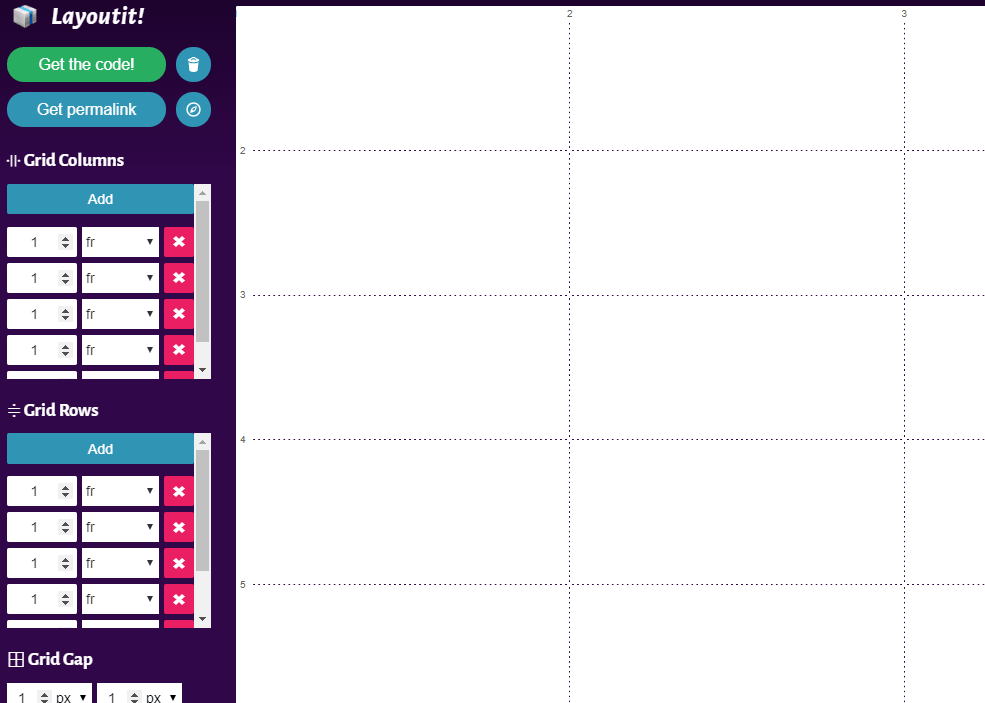 Layoutit!
Get the code!
Get permalink
Grid Columns
Add
1 fr
1 fr
1 fr
1 fr
Grid Rows
Add
1 fr
1 fr
1 fr
1 fr
Grid Gap
1 px 1 px
2 3
2
3
4
5